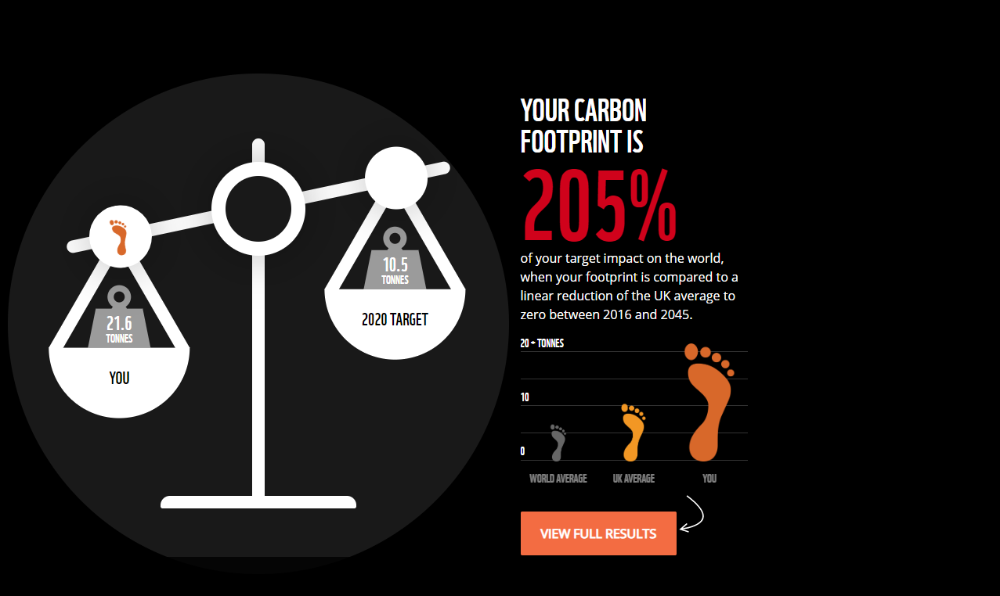 YOUR CARBON
FOOTPRINT IS
205%
of your target impact on the world,
when your footprint is compared to a
linear reduction of the UK average to
zero between 2016 and 2045.
10.5
TONNES
2020 TARGET
21.6
TONNES
YOU
20 + TONNES
10
0
WORLD AVERAGE
UK AVERAGE
YOU
VIEW FULL RESULTS